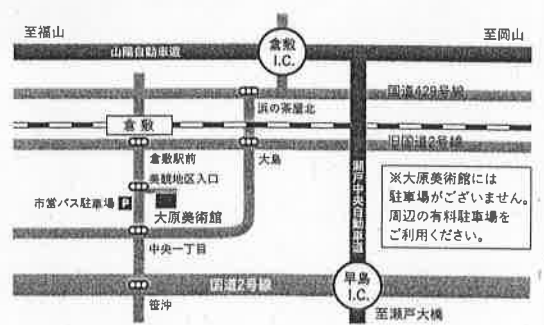 至福山
至岡山
山陽自動車道
倉敷
I.C.
国道429号線
浜の茶屋北
倉敷
旧国道2号線
倉敷駅前
大島
美観地区入口
市営バス駐車場 P
大原美術館
瀬戸中央自動車道
※大原美術館には
駐車場がございません。
周辺の有料駐車場を
ご利用ください。
中央一丁目
国道2号線
早島
I.C.
笹沖
至瀬戸大橋